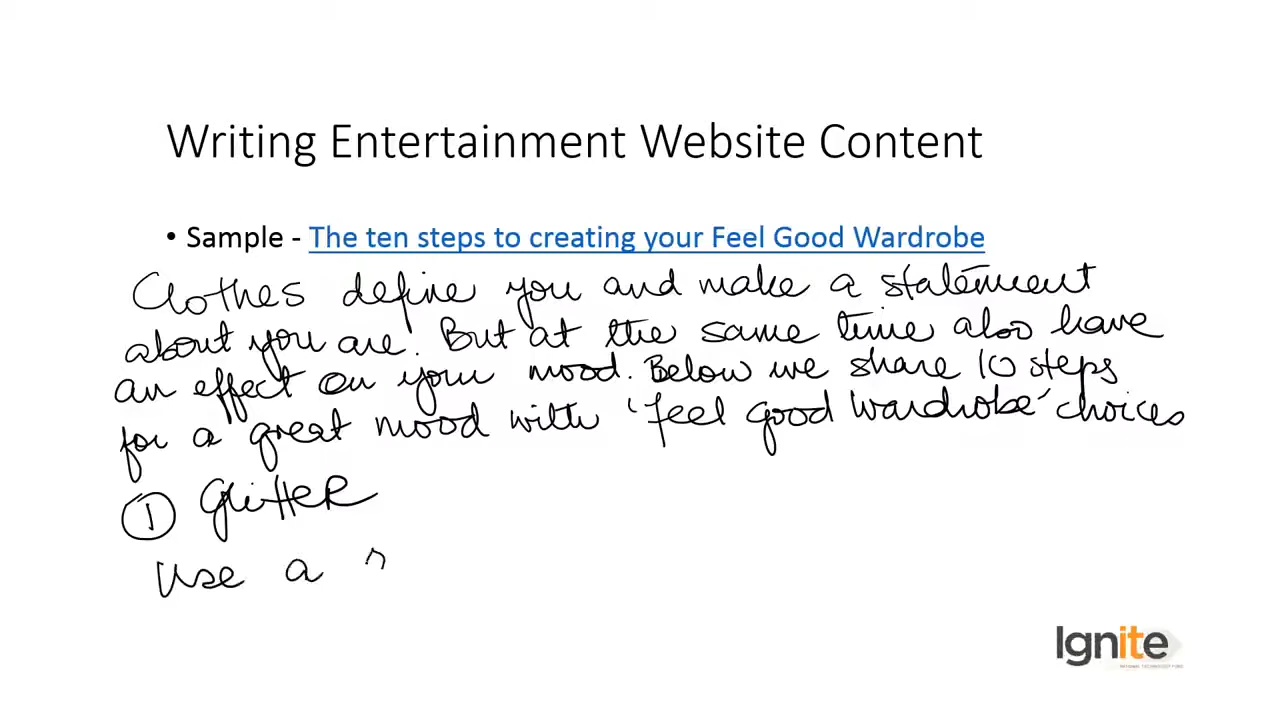 Writing Entertainment Website Content
• Sample - The ten steps to creating your Feel Good Wardrobe
Clothes define you and make a statement
about you are. But at the same time also have
an effect on your mood. Below we share 10 steps
for a great mood with 'feel good wardrobe' choices
① Glitter
Use a
Ignite